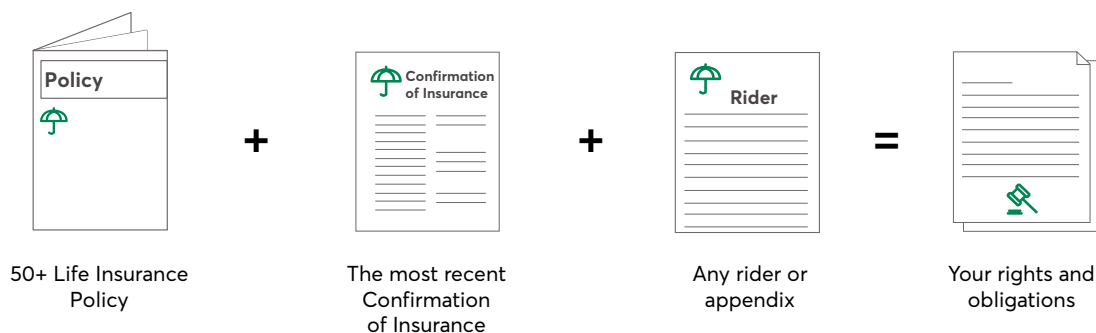 Policy
Confirmation
of Insurance
Rider
+
+
=
50+ Life Insurance
Policy
The most recent
Confirmation
of Insurance
Any rider or
appendix
Your rights and
obligations